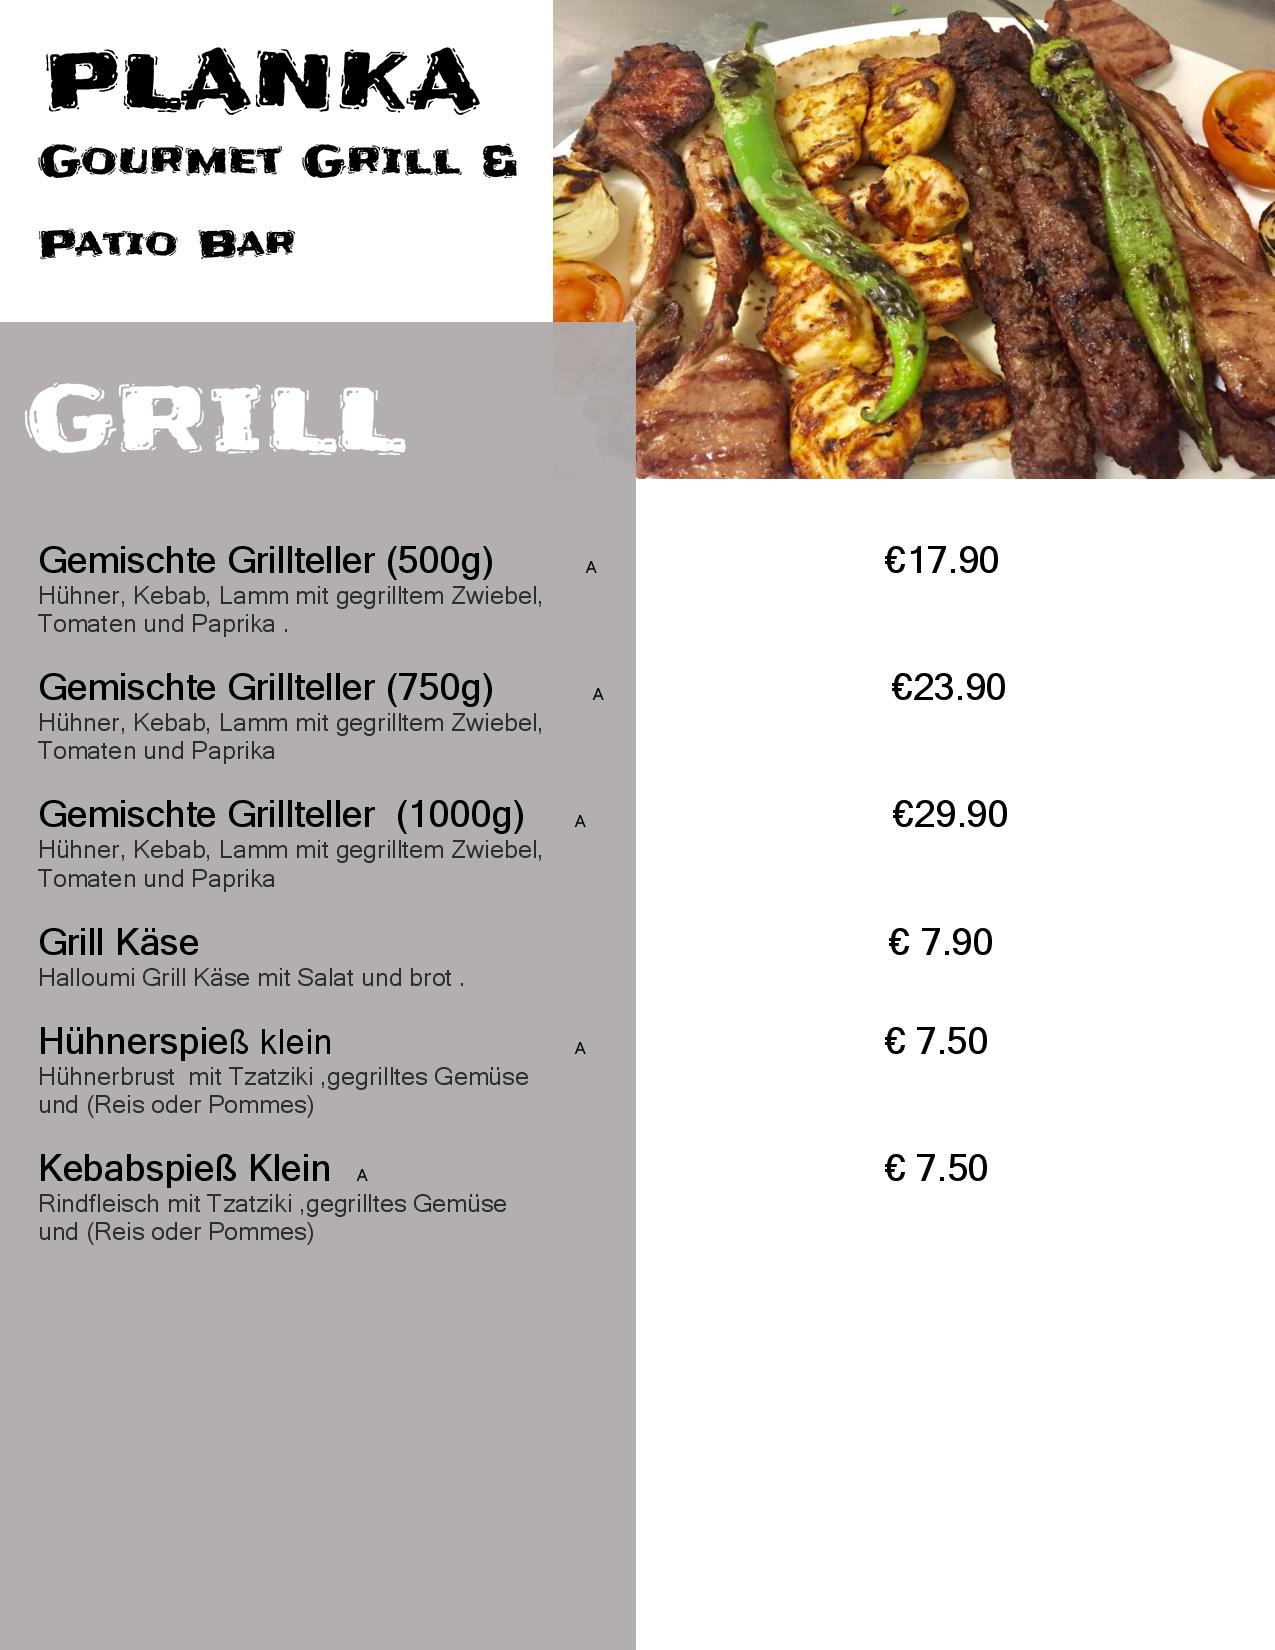 PLANKA
GOURMET GRILL &
PATIO BAR
GRILL
Gemischte Grillteller (500g) A €17.90
Hühner, Kebab, Lamm mit gegrilltem Zwiebel,
Tomaten und Paprika .
Gemischte Grillteller (750g) A €23.90
Hühner, Kebab, Lamm mit gegrilltem Zwiebel,
Tomaten und Paprika
Gemischte Grillteller (1000g) A €29.90
Hühner, Kebab, Lamm mit gegrilltem Zwiebel,
Tomaten und Paprika
Grill Käse € 7.90
Halloumi Grill Käse mit Salat und brot .
Hühnerspieß klein A € 7.50
Hühnerbrust mit Tzatziki ,gegrilltes Gemüse
und (Reis oder Pommes)
Kebabspieß Klein A € 7.50
Rindfleisch mit Tzatziki ,gegrilltes Gemüse
und (Reis oder Pommes)